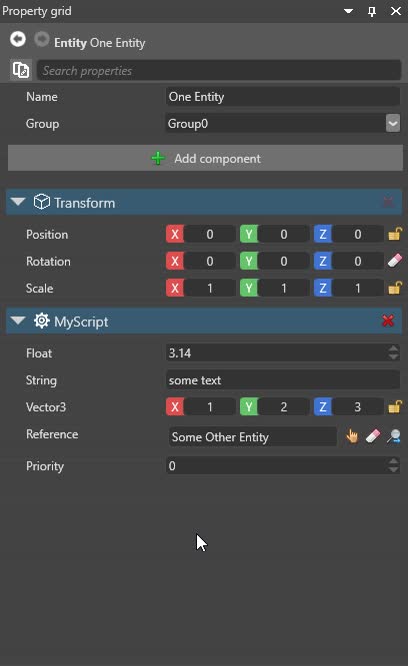 Property grid
Entity One Entity
Search properties
Name One Entity
Group Group0
Add component
Transform
Position X 0 Y 0 Z 0
Rotation X 0 Y 0 Z 0
Scale X 1 Y 1 Z 1
MyScript
Float 3.14
String some text
Vector3 X 1 Y 2 Z 3
Reference Some Other Entity
Priority 0